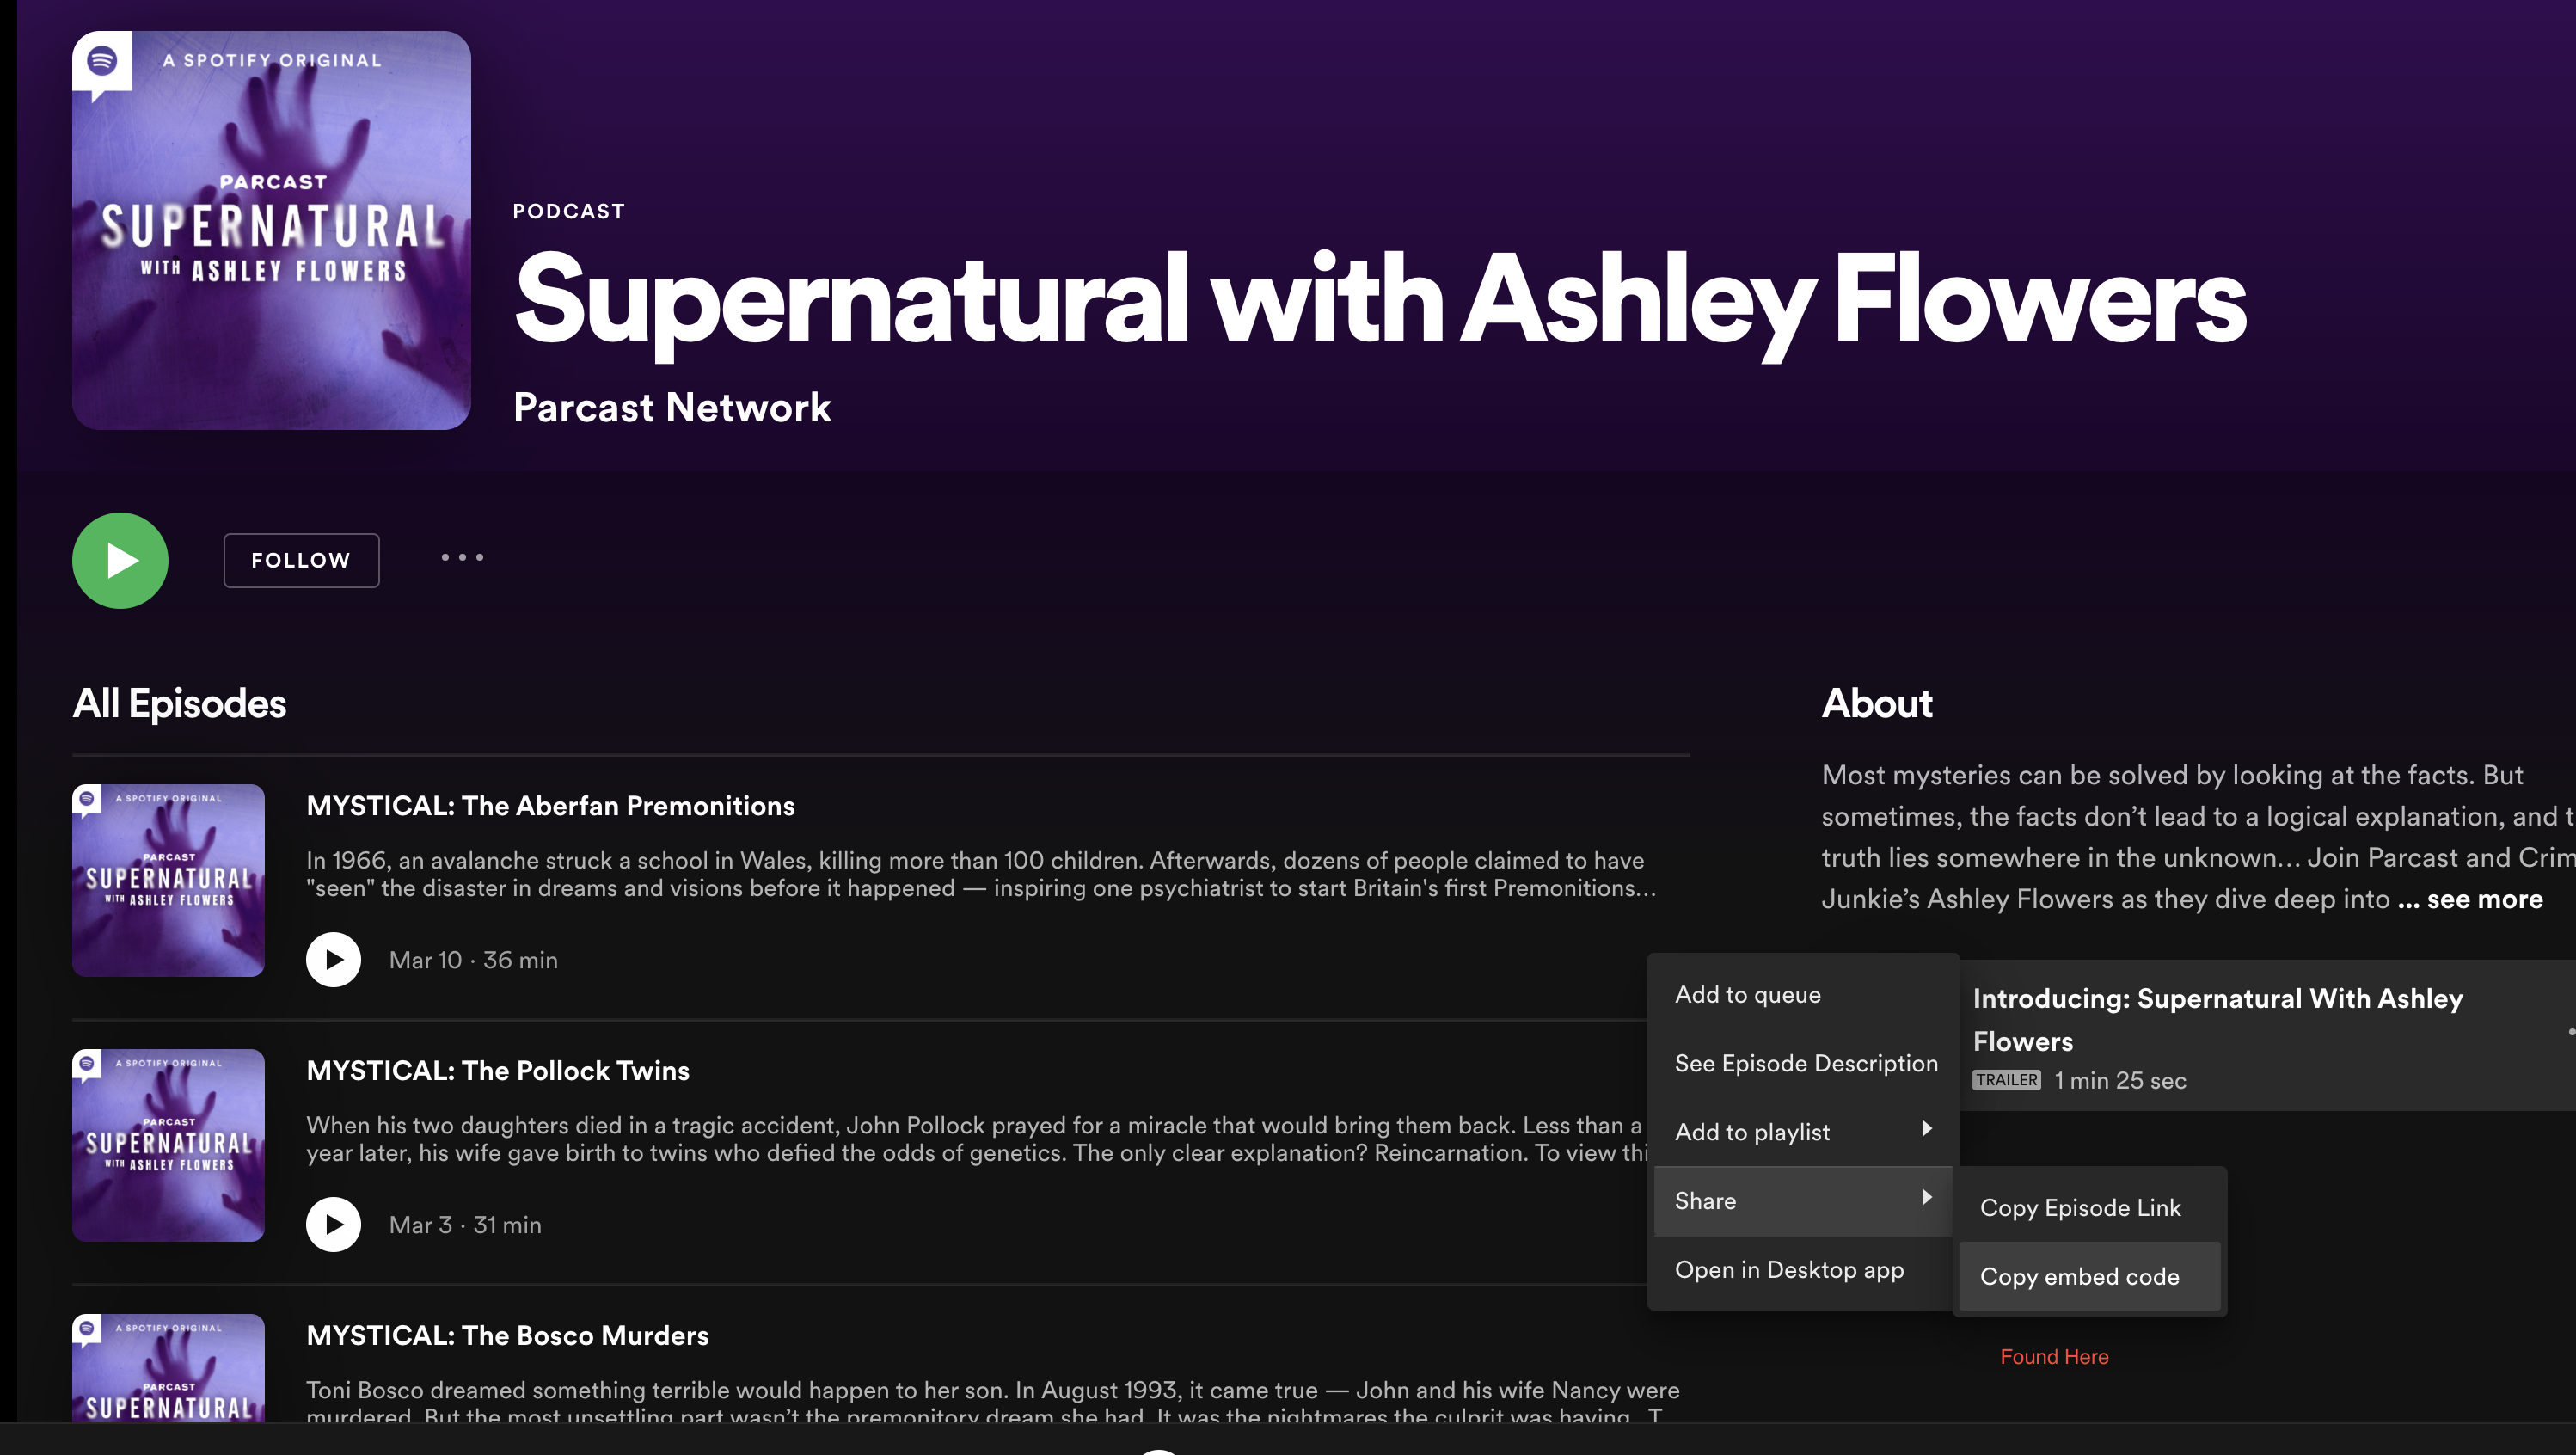 A SPOTIFY ORIGINAL
PARCAST
SUPERNATURAL
WITH ASHLEY FLOWERS
PODCAST
Supernatural with Ashley Flowers
Parcast Network
FOLLOW
All Episodes
A SPOTIFY ORIGINAL
PARCAST
SUPERNATURAL
WITH ASHLEY FLOWERS
MYSTICAL: The Aberfan Premonitions
In 1966, an avalanche struck a school in Wales, killing more than 100 children. Afterwards, dozens of people claimed to have
"seen" the disaster in dreams and visions before it happened — inspiring one psychiatrist to start Britain's first Premonitions...
Mar 10 · 36 min
A SPOTIFY ORIGINAL
PARCAST
SUPERNATURAL
WITH ASHLEY FLOWERS
MYSTICAL: The Pollock Twins
When his two daughters died in a tragic accident, John Pollock prayed for a miracle that would bring them back. Less than a
year later, his wife gave birth to twins who defied the odds of genetics. The only clear explanation? Reincarnation. To view thi
Mar 3 · 31 min
A SPOTIFY ORIGINAL
PARCAST
SUPERNATURAL
MYSTICAL: The Bosco Murders
Toni Bosco dreamed something terrible would happen to her son. In August 1993, it came true — John and his wife Nancy were
murdered. But the most unsettling part wasn’t the premonitory dream she had. It was the nightmares the culprit was having. T
About
Most mysteries can be solved by looking at the facts. But
sometimes, the facts don’t lead to a logical explanation, and t
truth lies somewhere in the unknown... Join Parcast and Crim
Junkie’s Ashley Flowers as they dive deep into ... see more
Introducing: Supernatural With Ashley
Flowers
TRAILER 1 min 25 sec
Add to queue
See Episode Description
Add to playlist
Share
Open in Desktop app
Copy Episode Link
Copy embed code
Found Here